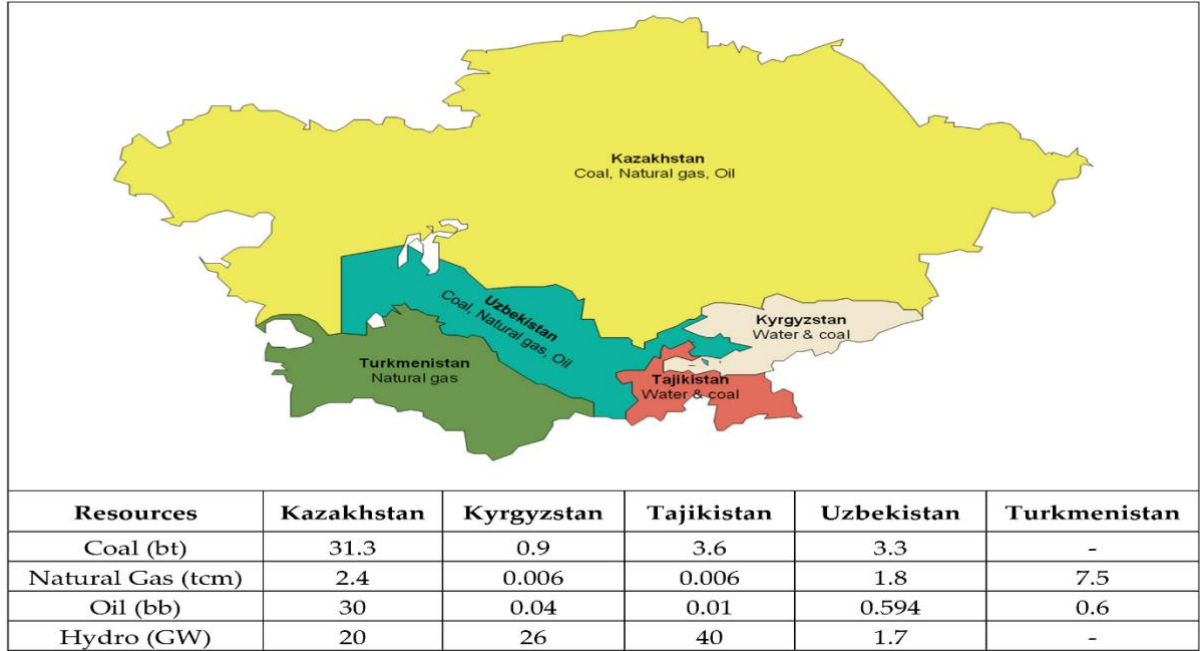 Kazakhstan
Coal, Natural gas, Oil
Uzbekistan
Coal, Natural gas, Oil
Kyrgyzstan
Water & coal
Turkmenistan
Natural gas
Tajikistan
Water & coal
Resources Kazakhstan Kyrgyzstan Tajikistan Uzbekistan Turkmenistan
Coal (bt) 31.3 0.9 3.6 3.3 -
Natural Gas (tcm) 2.4 0.006 0.006 1.8 7.5
Oil (bb) 30 0.04 0.01 0.594 0.6
Hydro (GW) 20 26 40 1.7 -